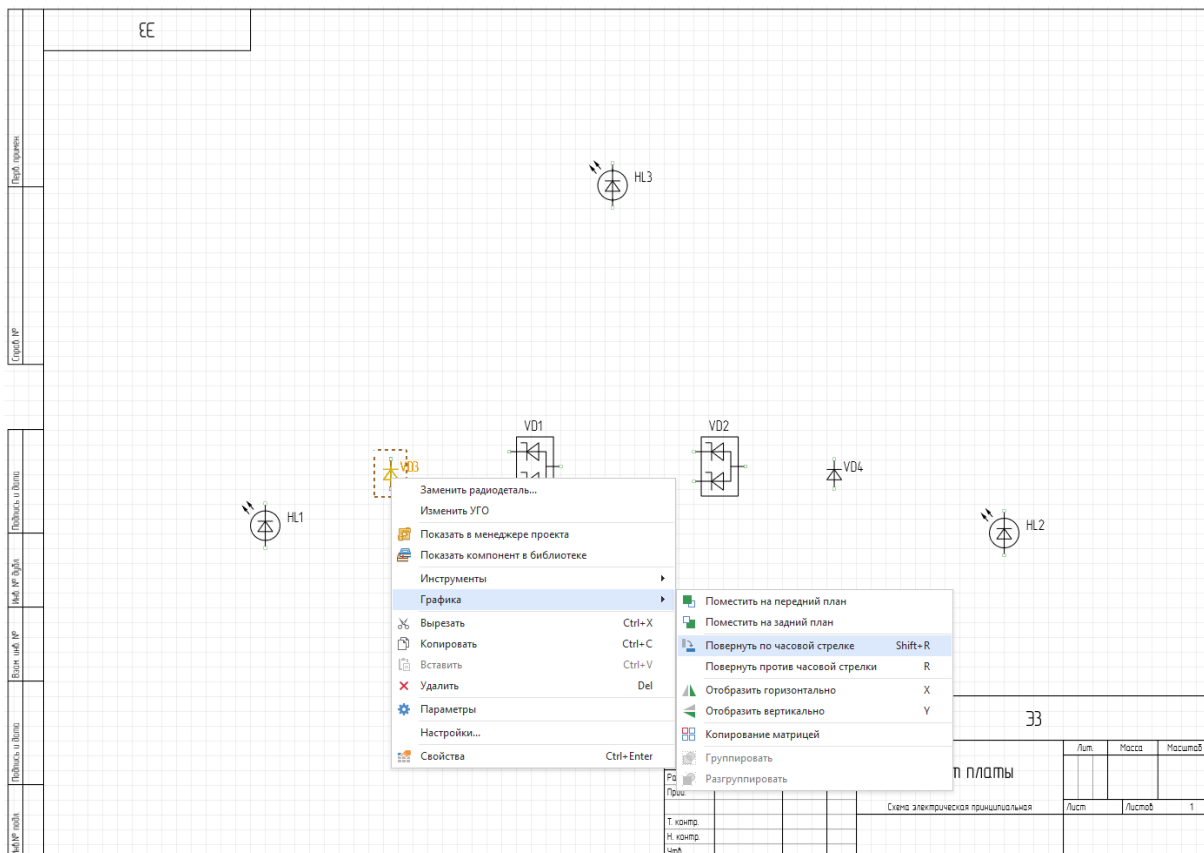 ЭЗ
Перв. примен.
HL3
Справ. №
VD1
VD2
VD3
VD4
HL1
HL2
Подпись и дата
Инв. № дубл.
Взам. инв. №
Подпись и дата
Инв. № подл.
Заменить радиодеталь...
Изменить УГО
Показать в менеджере проекта
Показать компонент в библиотеке
Инструменты
Графика
Вырезать Ctrl+X
Копировать Ctrl+C
Вставить Ctrl+V
Удалить Del
Параметры
Настройки...
Свойства Ctrl+Enter
Поместить на передний план
Поместить на задний план
Повернуть по часовой стрелке Shift+R
Повернуть против часовой стрелки R
Отобразить горизонтально X
Отобразить вертикально Y
Копирование матрицей
Группировать
Разгруппировать
ЭЗ
Лит. Масса Масштаб
т платы
Ра
Пров.
Схема электрическая принципиальная
Лист Листов 1
Т. контр.
Н. контр.
Утв.